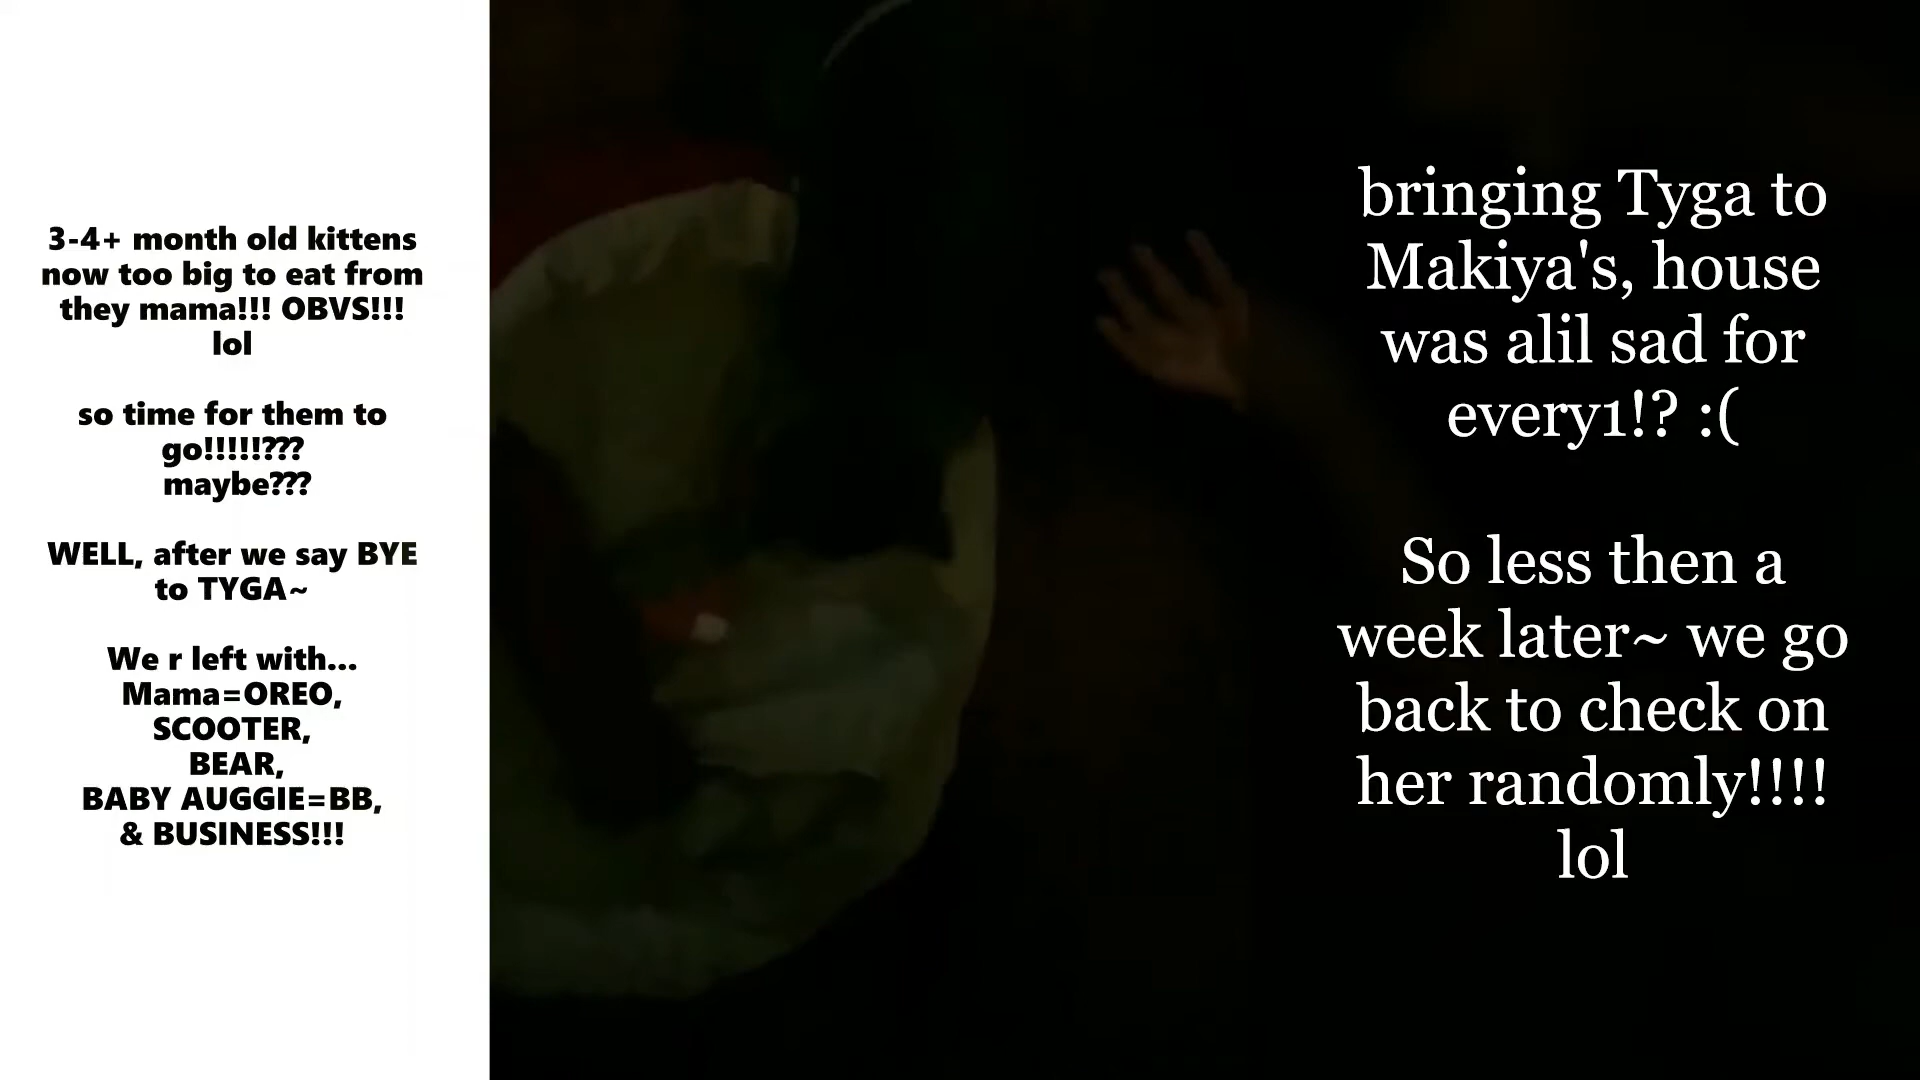 3-4+ month old kittens
now too big to eat from
they mama!!! OBVS!!!
lol
so time for them to
go!!!!!???
maybe???
WELL, after we say BYE
to TYGA~
We r left with...
Mama=OREO,
SCOOTER,
BEAR,
BABY AUGGIE=BB,
& BUSINESS!!!
bringing Tyga to
Makiya's, house
was alil sad for
every1!? :(
So less then a
week later~ we go
back to check on
her randomly!!!!
lol